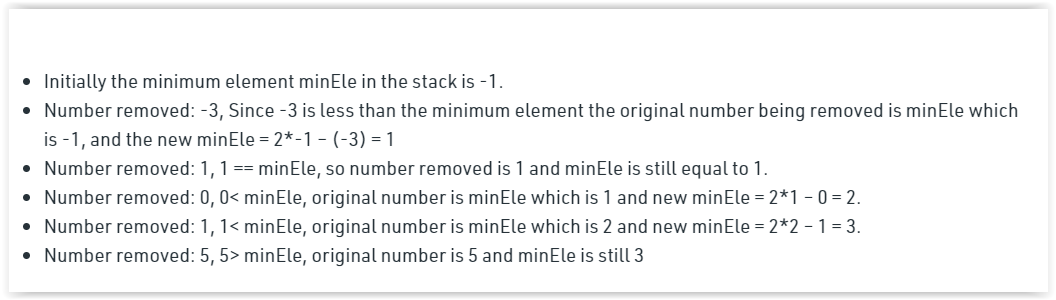 Initially the minimum element minEle in the stack is -1.
Number removed: -3, Since -3 is less than the minimum element the original number being removed is minEle which
is -1, and the new minEle = 2*-1 – (-3) = 1
Number removed: 1, 1 == minEle, so number removed is 1 and minEle is still equal to 1.
Number removed: 0, 0< minEle, original number is minEle which is 1 and new minEle = 2*1 – 0 = 2.
Number removed: 1, 1< minEle, original number is minEle which is 2 and new minEle = 2*2 – 1 = 3.
Number removed: 5, 5> minEle, original number is 5 and minEle is still 3